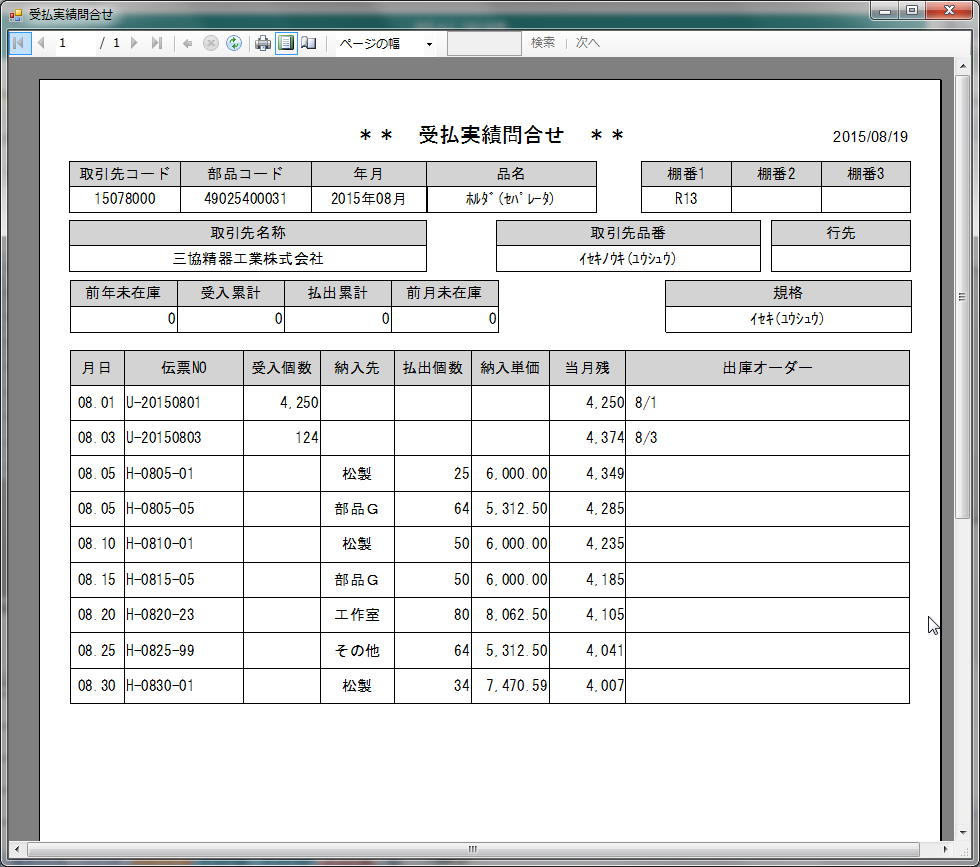 受払実績問合せ
1 / 1 ページの幅 検索 | 次へ
** 受払実績問合せ **
2015/08/19
取引先コード 部品コード 年月 品名 棚番1 棚番2 棚番3
15078000 49025400031 2015年08月 ﾎﾙﾀﾞ(ｾﾊﾟﾚｰﾀ) R13
取引先名称 取引先品番 行先
三協精器工業株式会社 ｲｾｷﾉｳｷ(ﾕｳｼｭｳ)
前年末在庫 受入累計 払出累計 前月末在庫 規格
0 0 0 0 ｲｾｷ(ﾕｳｼｭｳ)
月日 伝票NO 受入個数 納入先 払出個数 納入単価 当月残 出庫オーダー
08.01 U-20150801 4,250 4,250 8/1
08.03 U-20150803 124 4,374 8/3
08.05 H-0805-01 松製 25 6,000.00 4,349
08.05 H-0805-05 部品Ｇ 64 5,312.50 4,285
08.10 H-0810-01 松製 50 6,000.00 4,235
08.15 H-0815-05 部品Ｇ 50 6,000.00 4,185
08.20 H-0820-23 工作室 80 8,062.50 4,105
08.25 H-0825-99 その他 64 5,312.50 4,041
08.30 H-0830-01 松製 34 7,470.59 4,007